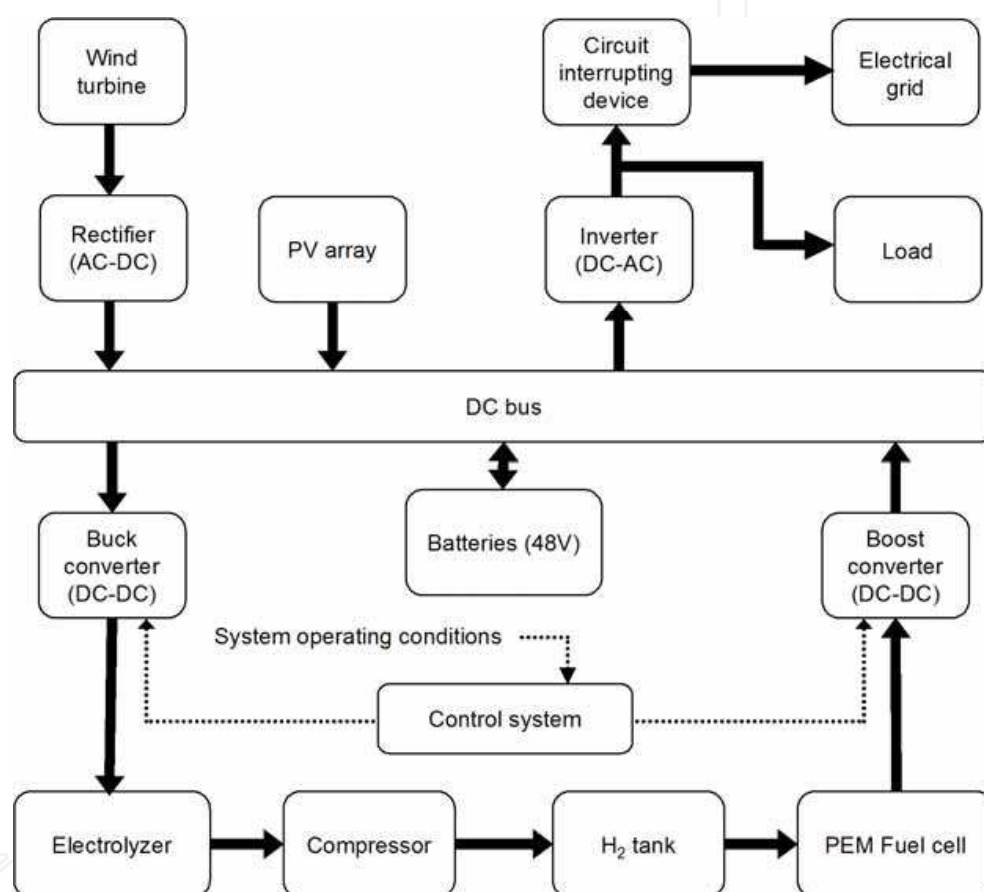 Wind
turbine
Circuit
interrupting
device
Electrical
grid
Rectifier
(AC-DC)
PV array
Inverter
(DC-AC)
Load
DC bus
Buck
converter
(DC-DC)
Batteries (48V)
Boost
converter
(DC-DC)
System operating conditions
Control system
Electrolyzer
Compressor
H₂ tank
PEM Fuel cell